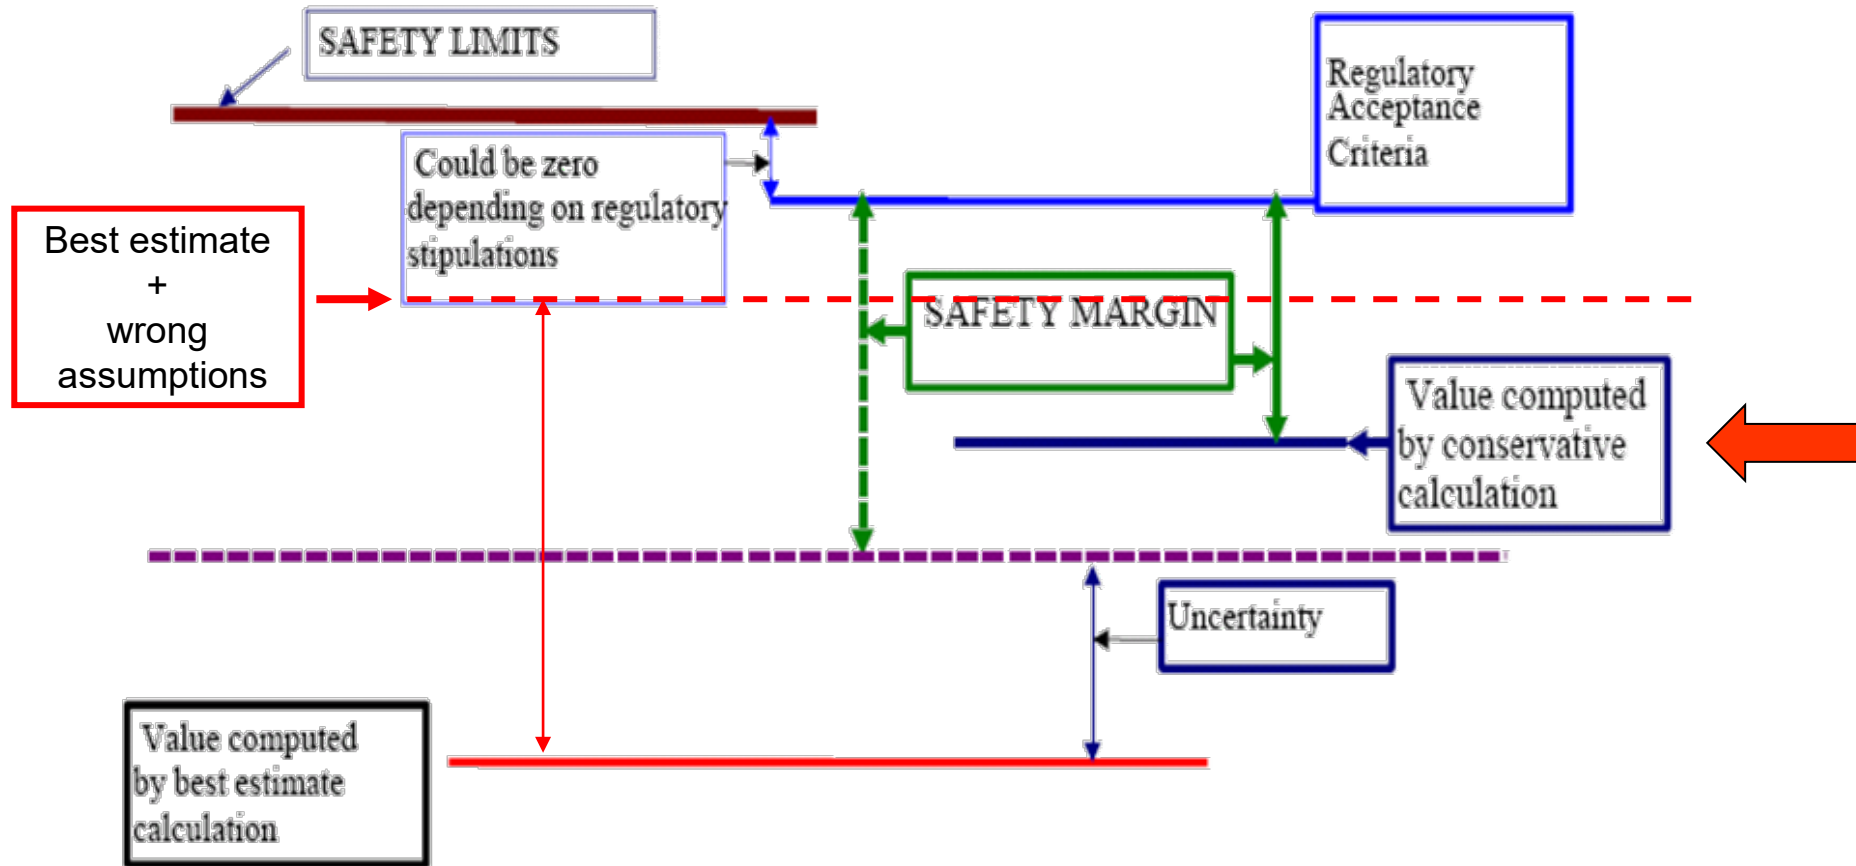 SAFETY LIMITS
Regulatory
Acceptance
Criteria
Could be zero
depending on regulatory
stipulations
Best estimate
+
wrong
assumptions
SAFETY MARGIN
Value computed
by conservative
calculation
Uncertainty
Value computed
by best estimate
calculation